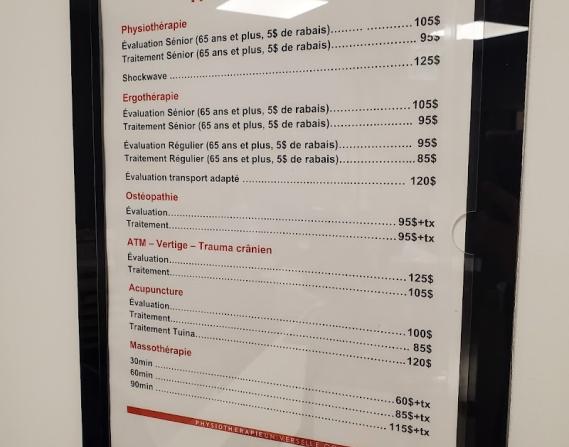 Physiothérapie
Évaluation Sénior (65 ans et plus, 5$ de rabais)........ ........... 105$
Traitement Sénior (65 ans et plus, 5$ de rabais)........ 95$
Shockwave ........ 125$
Ergothérapie
Évaluation Sénior (65 ans et plus, 5$ de rabais)........ 105$
Traitement Sénior (65 ans et plus, 5$ de rabais)........ 95$
Évaluation Régulier (65 ans et plus, 5$ de rabais)........ 95$
Traitement Régulier (65 ans et plus, 5$ de rabais)........ 85$
Évaluation transport adapté ........ 120$
Ostéopathie
Évaluation........ 95$+tx
Traitement........ 95$+tx
ATM – Vertige – Trauma crânien
Évaluation........ 125$
Traitement........ 105$
Acupuncture
Évaluation........ 100$
Traitement........ 85$
Traitement Tuina........ 120$
Massothérapie
30min ........ 60$+tx
60min ........ 85$+tx
90min ........ 115$+tx